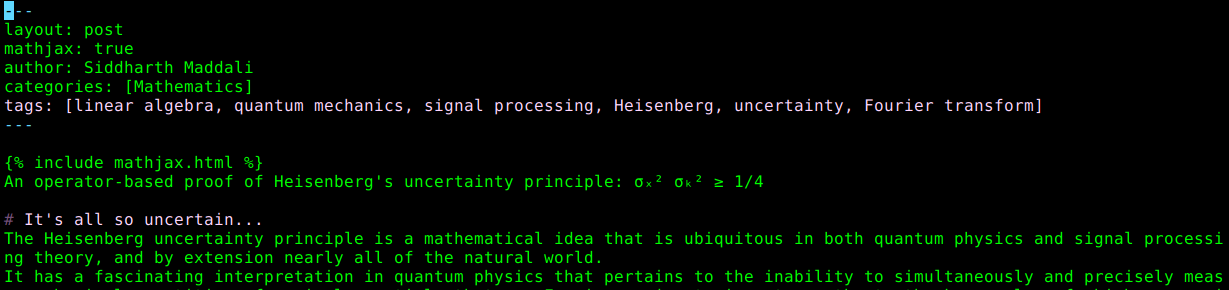 ---
layout: post
mathjax: true
author: Siddharth Maddali
categories: [Mathematics]
tags: [linear algebra, quantum mechanics, signal processing, Heisenberg, uncertainty, Fourier transform]
---
{% include mathjax.html %}
An operator-based proof of Heisenberg's uncertainty principle: σₓ² σₖ² ≥ 1/4
# It's all so uncertain...
The Heisenberg uncertainty principle is a mathematical idea that is ubiquitous in both quantum physics and signal processi
ng theory, and by extension nearly all of the natural world.
It has a fascinating interpretation in quantum physics that pertains to the inability to simultaneously and precisely meas